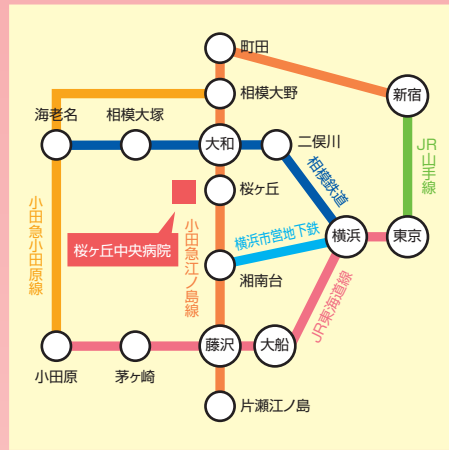 町田
相模大野
新宿
海老名
相模大塚
大和
二俣川
JR山手線
桜ヶ丘
相模鉄道
小田急小田原線
桜ヶ丘中央病院
小田急江ノ島線
横浜市営地下鉄
横浜
東京
湘南台
JR東海道線
小田原
茅ヶ崎
藤沢
大船
片瀬江ノ島